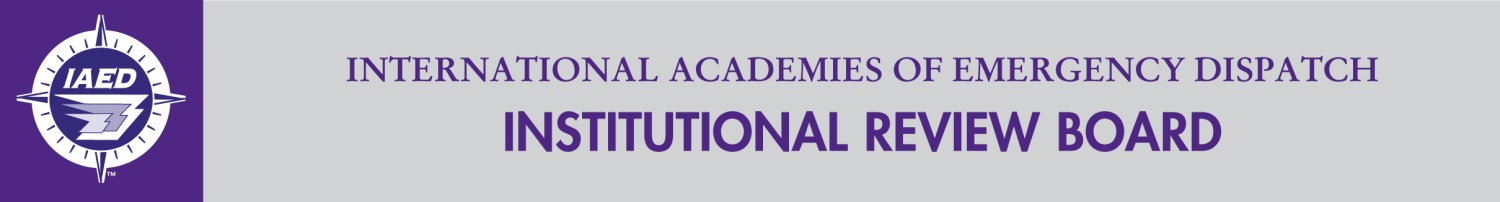 IAED
™
INTERNATIONAL ACADEMIES OF EMERGENCY DISPATCH
INSTITUTIONAL REVIEW BOARD